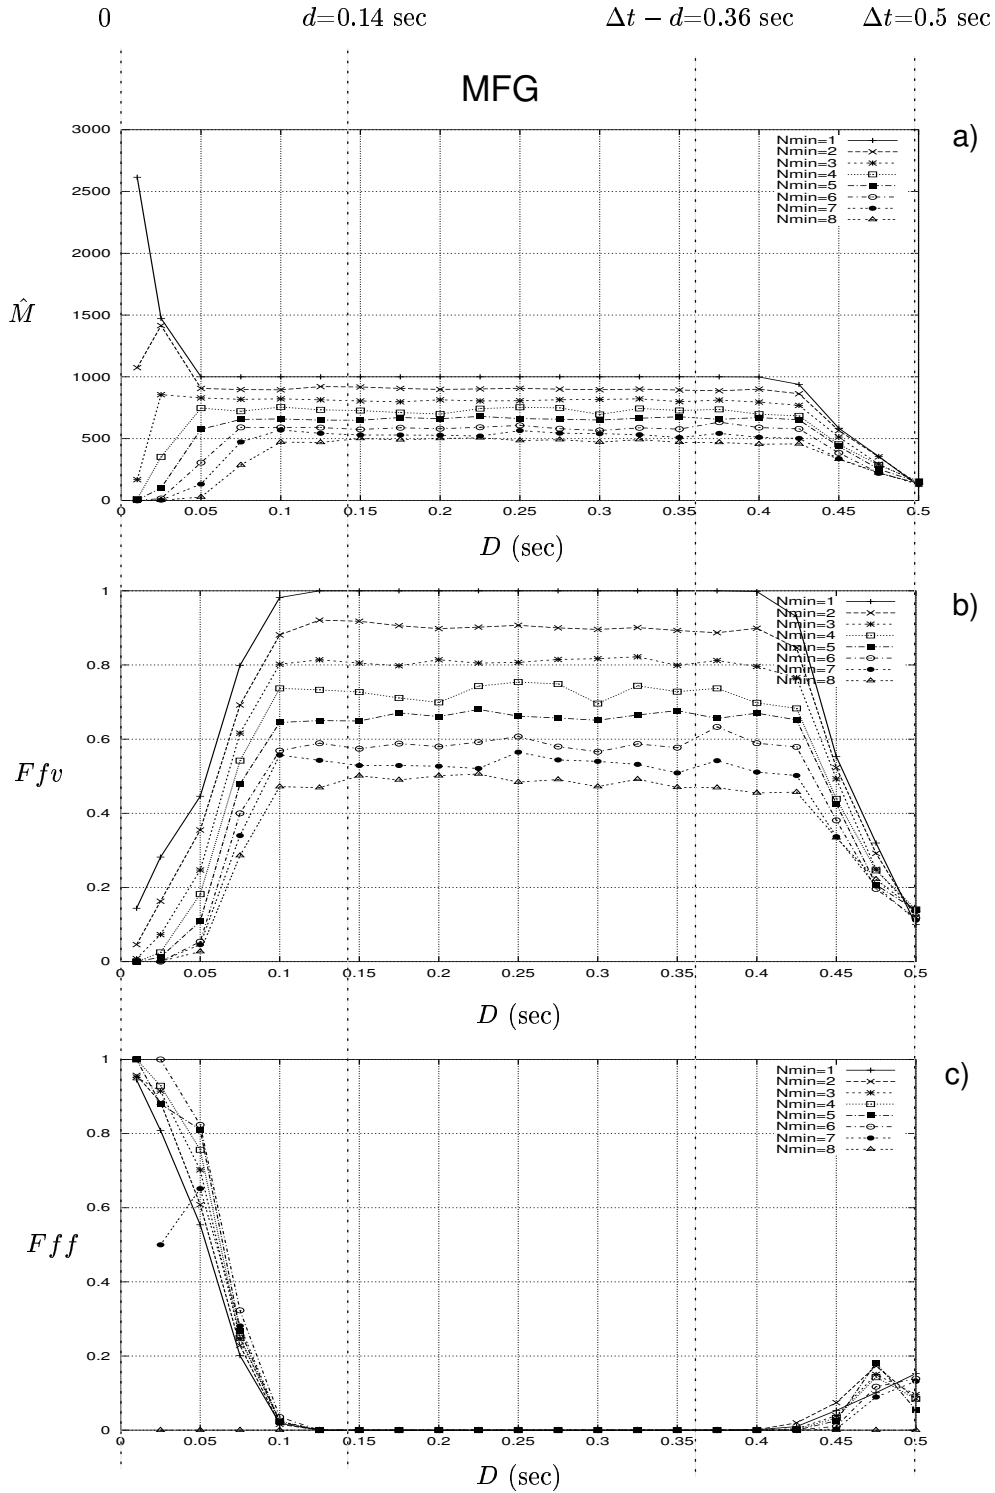 0 d=0.14 sec Δt − d=0.36 sec Δt=0.5 sec
MFG
a)
3000
2500
2000
1500
1000
500
0
M̂
Nmin=1
Nmin=2
Nmin=3
Nmin=4
Nmin=5
Nmin=6
Nmin=7
Nmin=8
0 0.05 0.1 0.15 0.2 0.25 0.3 0.35 0.4 0.45 0.5
D (sec)
b)
1
0.8
0.6
0.4
0.2
0
Ffv
Nmin=1
Nmin=2
Nmin=3
Nmin=4
Nmin=5
Nmin=6
Nmin=7
Nmin=8
0 0.05 0.1 0.15 0.2 0.25 0.3 0.35 0.4 0.45 0.5
D (sec)
c)
1
0.8
0.6
0.4
0.2
0
Fff
Nmin=1
Nmin=2
Nmin=3
Nmin=4
Nmin=5
Nmin=6
Nmin=7
Nmin=8
0 0.05 0.1 0.15 0.2 0.25 0.3 0.35 0.4 0.45 0.5
D (sec)